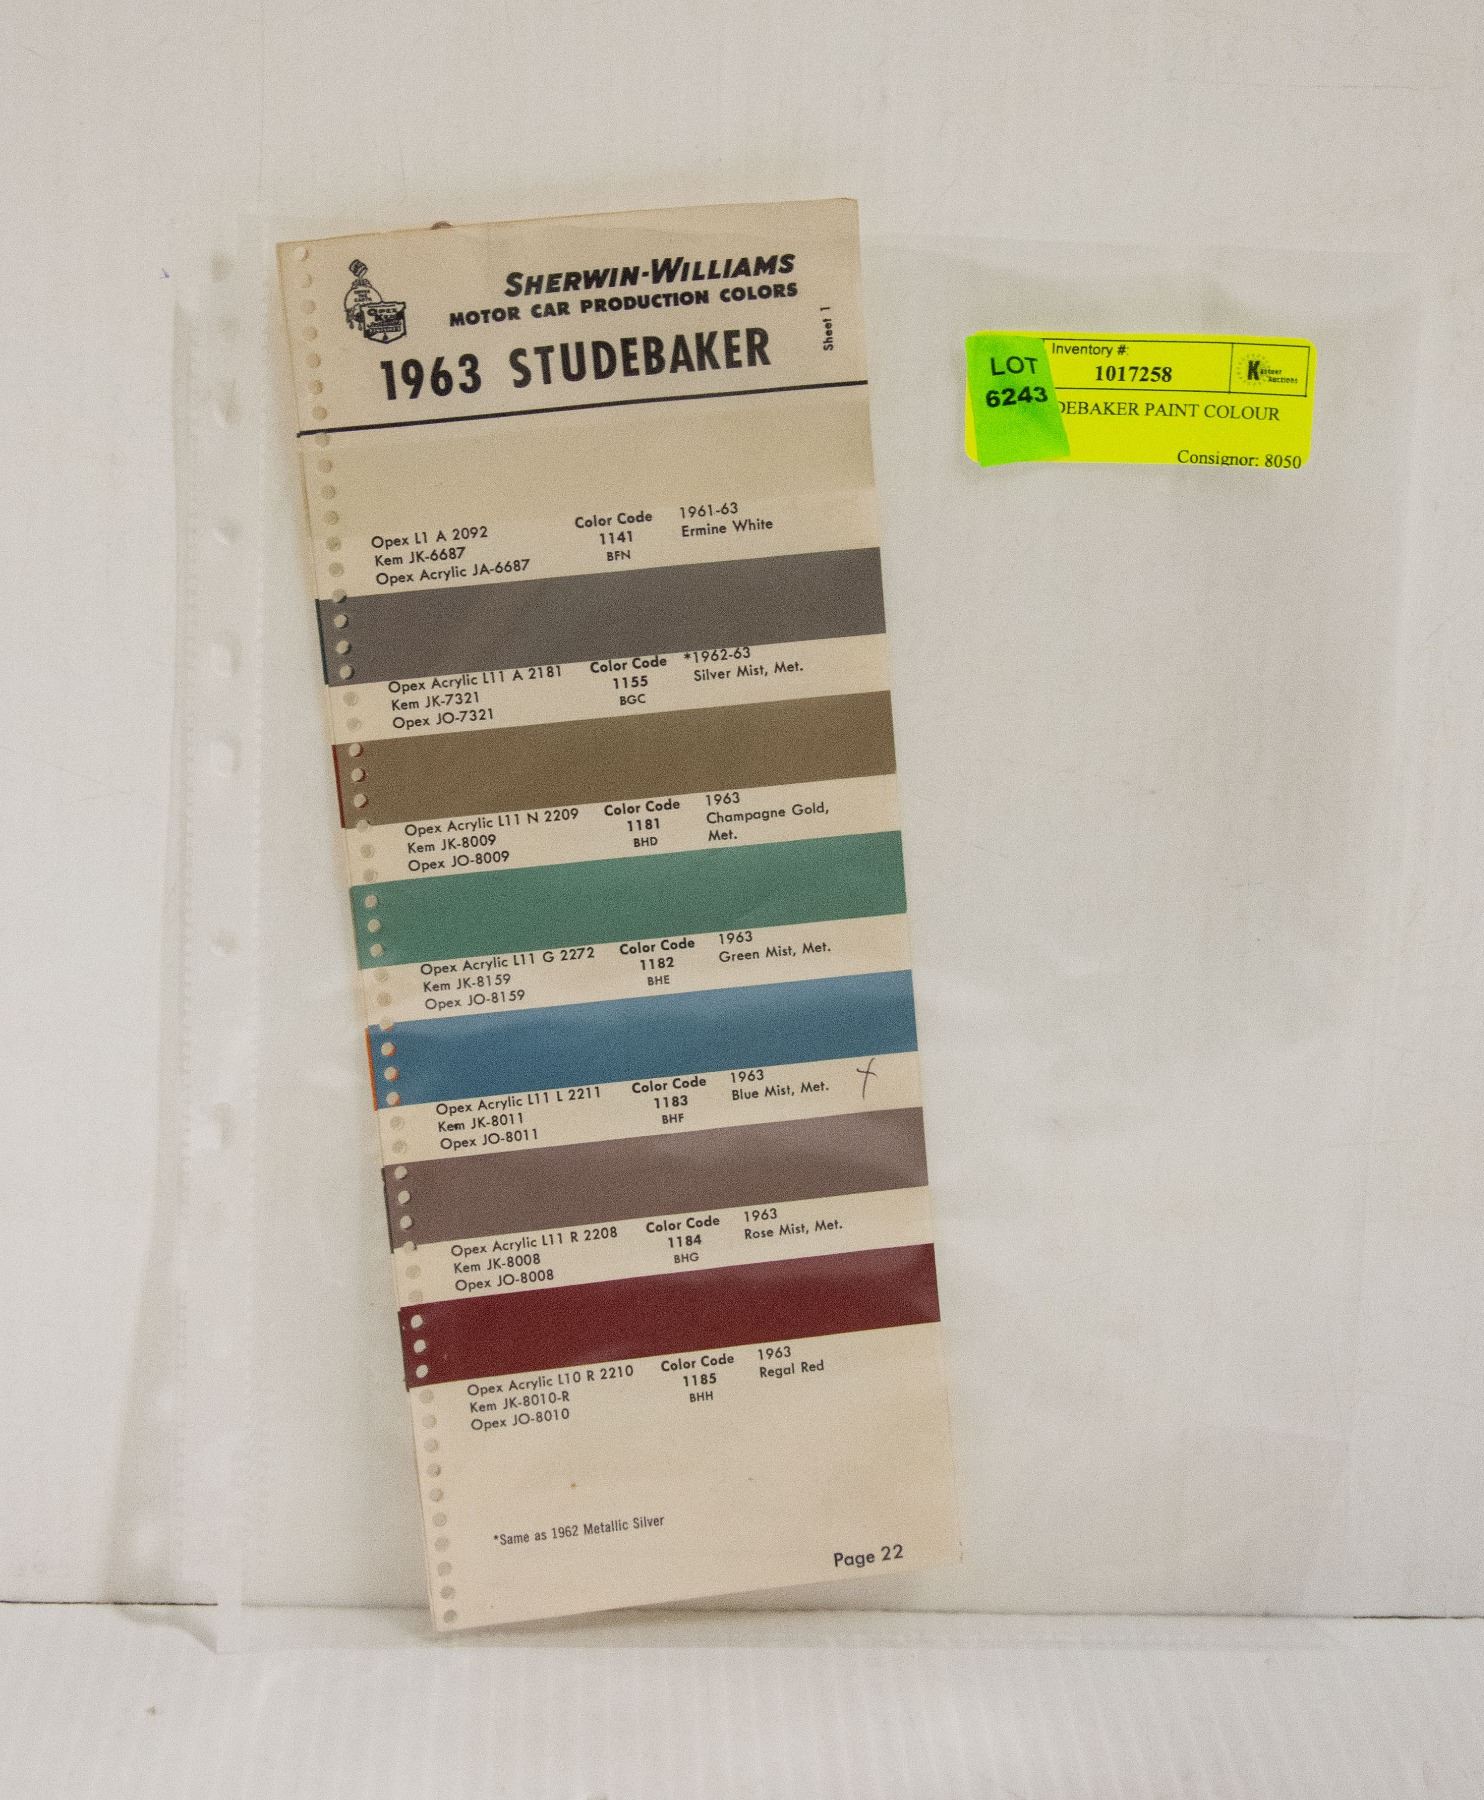 SHERWIN-WILLIAMS
MOTOR CAR PRODUCTION COLORS
1963 STUDEBAKER
Sheet 1
Opex L1 A 2092
Kem JK-6687
Opex Acrylic JA-6687
Color Code
1141
BFN
1961-63
Ermine White
Opex Acrylic L11 A 2181
Kem JK-7321
Opex JO-7321
Color Code
1155
BGC
*1962-63
Silver Mist, Met.
Opex Acrylic L11 N 2209
Kem JK-8009
Opex JO-8009
Color Code
1181
BHD
1963
Champagne Gold,
Met.
Opex Acrylic L11 G 2272
Kem JK-8159
Opex JO-8159
Color Code
1182
BHE
1963
Green Mist, Met.
Opex Acrylic L11 L 2211
Kem JK-8011
Opex JO-8011
Color Code
1183
BHF
1963
Blue Mist, Met.
Opex Acrylic L11 R 2208
Kem JK-8008
Opex JO-8008
Color Code
1184
BHG
1963
Rose Mist, Met.
Opex Acrylic L10 R 2210
Kem JK-8010-R
Opex JO-8010
Color Code
1185
BHH
1963
Regal Red
*Same as 1962 Metallic Silver
Page 22
LOT
6243
Inventory #:
1017258
Kastner
Auctions
DEBAKER PAINT COLOUR
Consignor: 8050